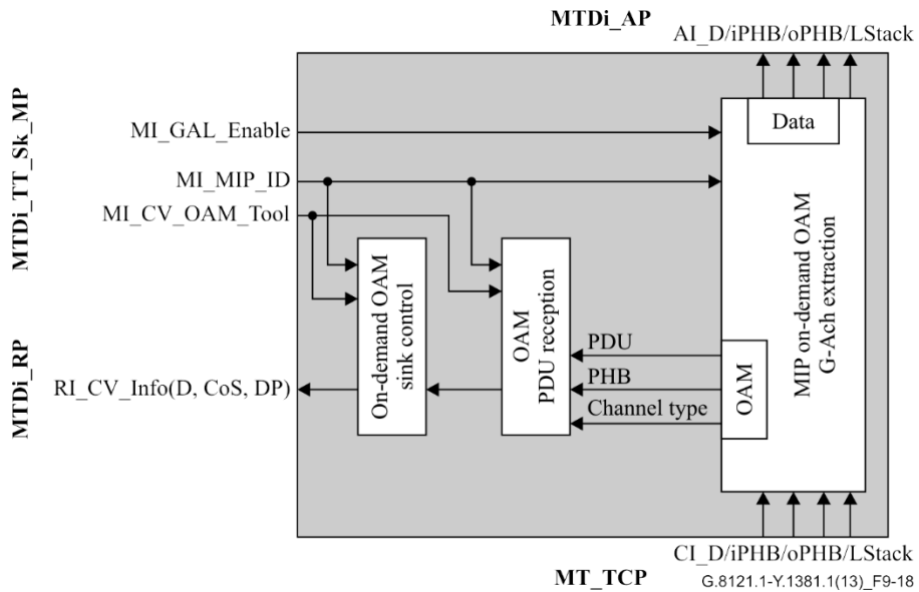 MTDi_AP
AI_D/iPHB/oPHB/LStack
MTDi_TT_Sk_MP
MI_GAL_Enable
Data
MI_MIP_ID
MI_CV_OAM_Tool
On-demand OAM
sink control
OAM
PDU reception
MIP on-demand OAM
G-Ach extraction
PDU
PHB
Channel type
OAM
MTDi_RP
RI_CV_Info(D, CoS, DP)
CI_D/iPHB/oPHB/LStack
MT_TCP
G.8121.1-Y.1381.1(13)_F9-18